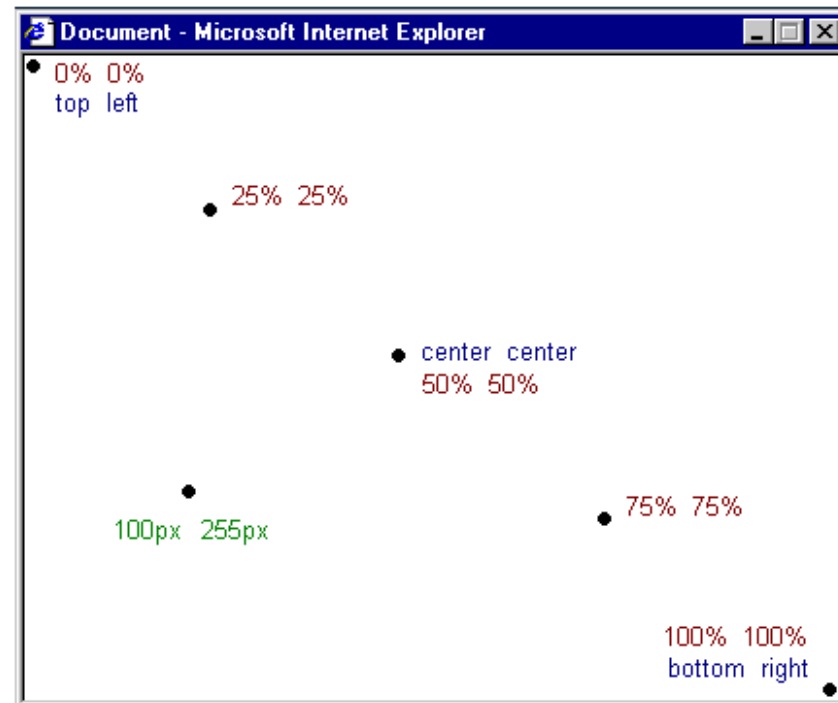 Document - Microsoft Internet Explorer
0% 0%
top left
25% 25%
center center
50% 50%
100px 255px
75% 75%
100% 100%
bottom right